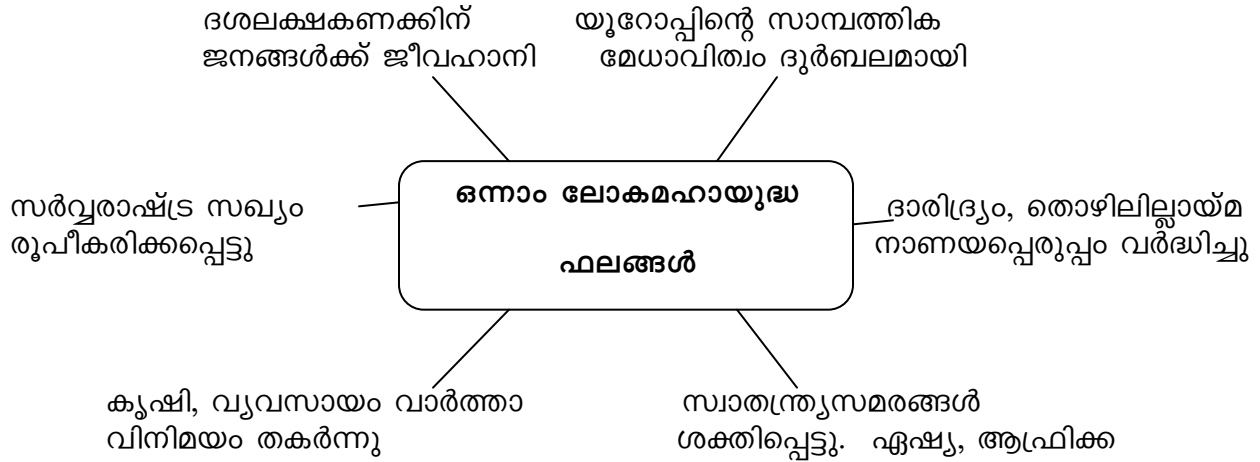 ദശലക്ഷകണക്കിന്
ജനങ്ങൾക്ക് ജീവഹാനി
യൂറോപ്പിന്റെ സാമ്പത്തിക
മേധാവിത്വം ദുർബലമായി
ഒന്നാം ലോകമഹായുദ്ധ
ഫലങ്ങൾ
സർവ്വരാഷ്ട്ര സഖ്യം
രൂപീകരിക്കപ്പെട്ടു
ദാരിദ്ര്യം, തൊഴിലില്ലായ്മ
നാണയപ്പെരുപ്പം വർദ്ധിച്ചു
കൃഷി, വ്യവസായം വാർത്താ
വിനിമയം തകർന്നു
സ്വാതന്ത്ര്യസമരങ്ങൾ
ശക്തിപ്പെട്ടു. ഏഷ്യ, ആഫ്രിക്ക